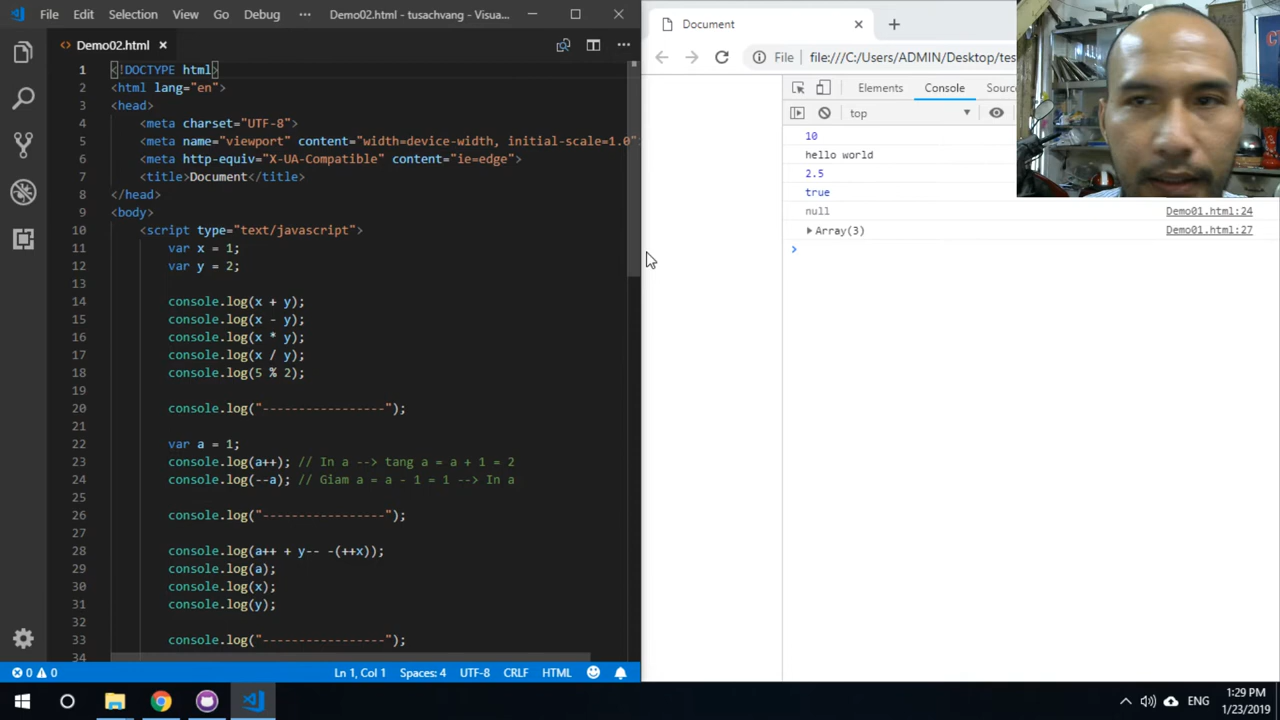 File Edit Selection View Go Debug ··· Demo02.html - tusachvang - Visua...
Demo02.html
1 <!DOCTYPE html>
2 <html lang="en">
3 <head>
4 <meta charset="UTF-8">
5 <meta name="viewport" content="width=device-width, initial-scale=1.0"
6 <meta http-equiv="X-UA-Compatible" content="ie=edge">
7 <title>Document</title>
8 </head>
9 <body>
10 <script type="text/javascript">
11 var x = 1;
12 var y = 2;
13
14 console.log(x + y);
15 console.log(x - y);
16 console.log(x * y);
17 console.log(x / y);
18 console.log(5 % 2);
19
20 console.log("-----------------");
21
22 var a = 1;
23 console.log(a++); // In a --> tang a = a + 1 = 2
24 console.log(--a); // Giam a = a - 1 = 1 --> In a
25
26 console.log("-----------------");
27
28 console.log(a++ + y-- -(++x));
29 console.log(a);
30 console.log(x);
31 console.log(y);
32
33 console.log("-----------------");
34
0 0 Ln 1, Col 1 Spaces: 4 UTF-8 CRLF HTML
Document
File file:///C:/Users/ADMIN/Desktop/tes
Elements Console Sourc
top
10
hello world
2.5
true
null Demo01.html:24
Array(3) Demo01.html:27
ENG 1:29 PM
1/23/2019